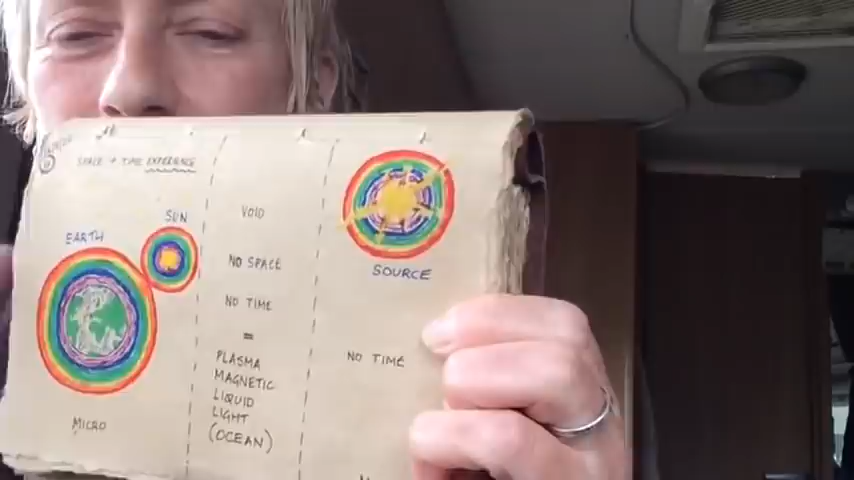 SPACE + TIME EXPERIENCE
EARTH
SUN
MICRO
VOID
NO SPACE
NO TIME
=
PLASMA
MAGNETIC
LIQUID
LIGHT
(OCEAN)
SOURCE
NO TIME